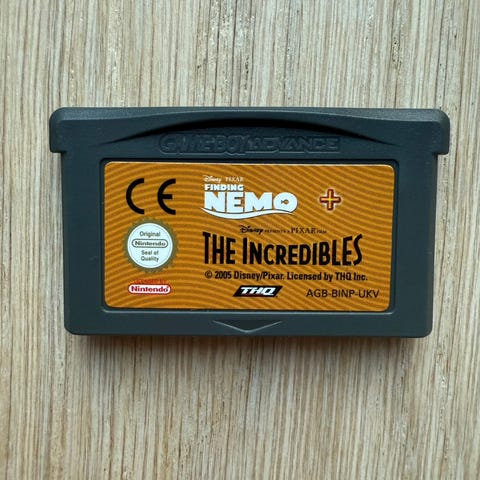 GAME BOY ADVANCE
CE
Disney PIXAR
FINDING
NEMO
+
Original
Nintendo
Seal of
Quality
Disney PRESENTS A PIXAR FILM
THE INCREDIBLES
© 2005 Disney/Pixar. Licensed by THQ Inc.
Nintendo
THQ
AGB-BINP-UKV